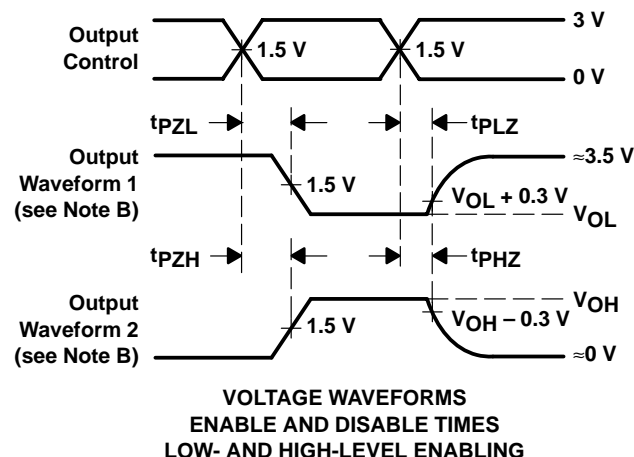 Output
Control
1.5 V
1.5 V
3 V
0 V
tPZL
tPLZ
Output
Waveform 1
(see Note B)
1.5 V
≈3.5 V
VOL + 0.3 V
VOL
tPZH
tPHZ
Output
Waveform 2
(see Note B)
1.5 V
VOH
VOH – 0.3 V
≈0 V
VOLTAGE WAVEFORMS
ENABLE AND DISABLE TIMES
LOW- AND HIGH-LEVEL ENABLING